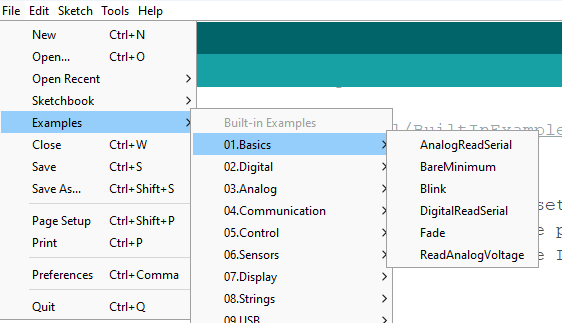 File Edit Sketch Tools Help
New Ctrl+N
Open... Ctrl+O
Open Recent
Sketchbook
Examples
Close Ctrl+W
Save Ctrl+S
Save As... Ctrl+Shift+S
Page Setup Ctrl+Shift+P
Print Ctrl+P
Preferences Ctrl+Comma
Quit Ctrl+Q
Built-in Examples
01.Basics
02.Digital
03.Analog
04.Communication
05.Control
06.Sensors
07.Display
08.Strings
09.USB
AnalogReadSerial
BareMinimum
Blink
DigitalReadSerial
Fade
ReadAnalogVoltage
/BuiltInExample
set
e p
e I